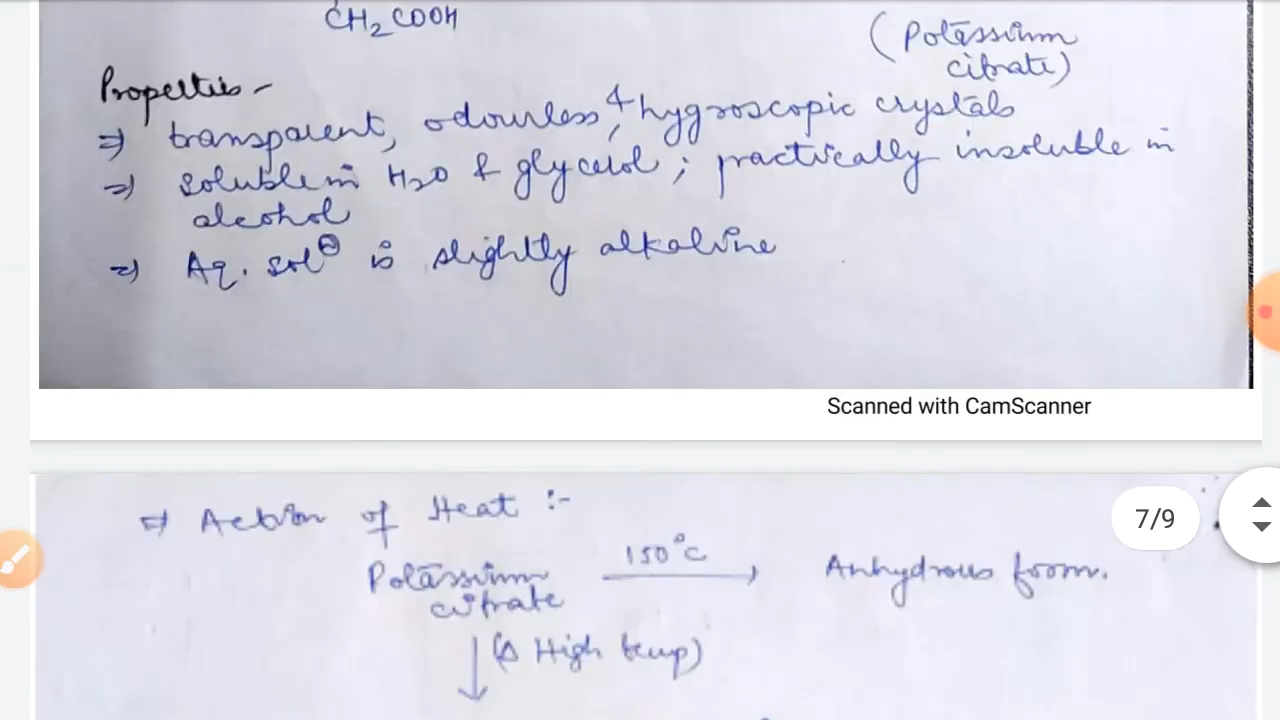 CH₂COOH
(Potassium
citrate)
Properties -
⇒ transparent, odourless & hygroscopic crystals
⇒ soluble in H₂O & glycerol ; practically insoluble in
alcohol
⇒ Aq. solⁿ is slightly alkaline
Scanned with CamScanner
⇒ Action of Heat :-
Potassium 150°C Anhydrous form.
citrate
↓ (Δ High temp)
7/9